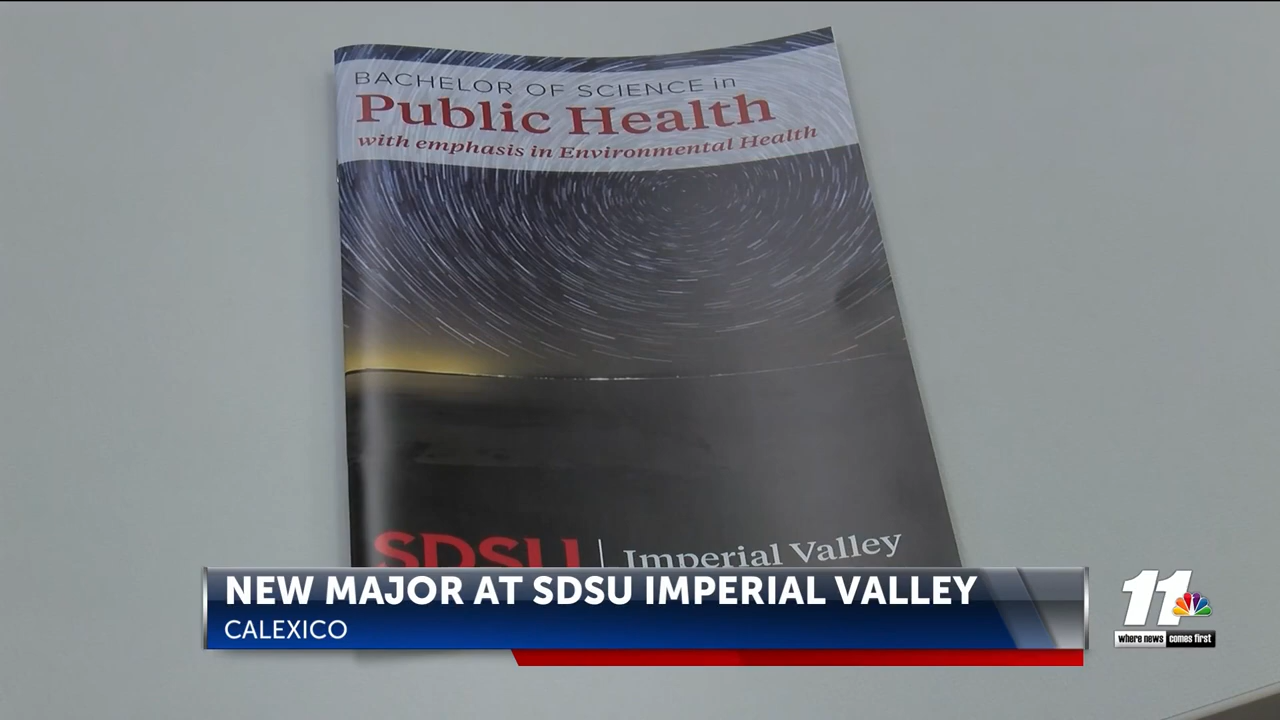 BACHELOR OF SCIENCE in
Public Health
with emphasis in Environmental Health
SDSU | Imperial Valley
NEW MAJOR AT SDSU IMPERIAL VALLEY
CALEXICO
11
where news comes first